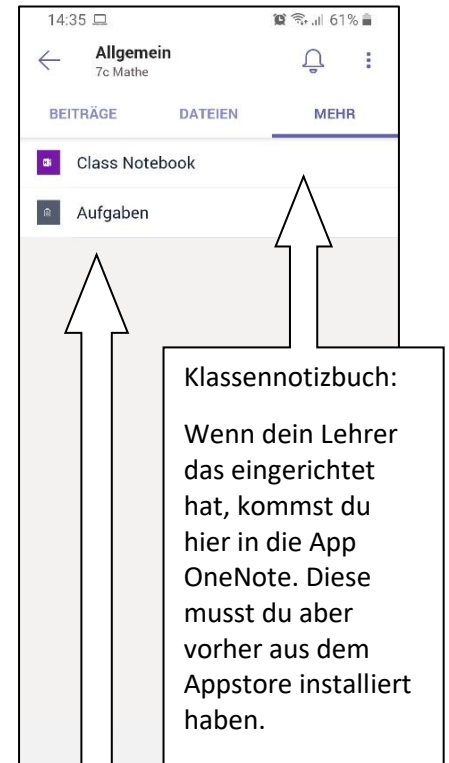 14:35 61%
Allgemein
7c Mathe
BEITRÄGE DATEIEN MEHR
Class Notebook
Aufgaben
Klassennotizbuch:
Wenn dein Lehrer
das eingerichtet
hat, kommst du
hier in die App
OneNote. Diese
musst du aber
vorher aus dem
Appstore installiert
haben.